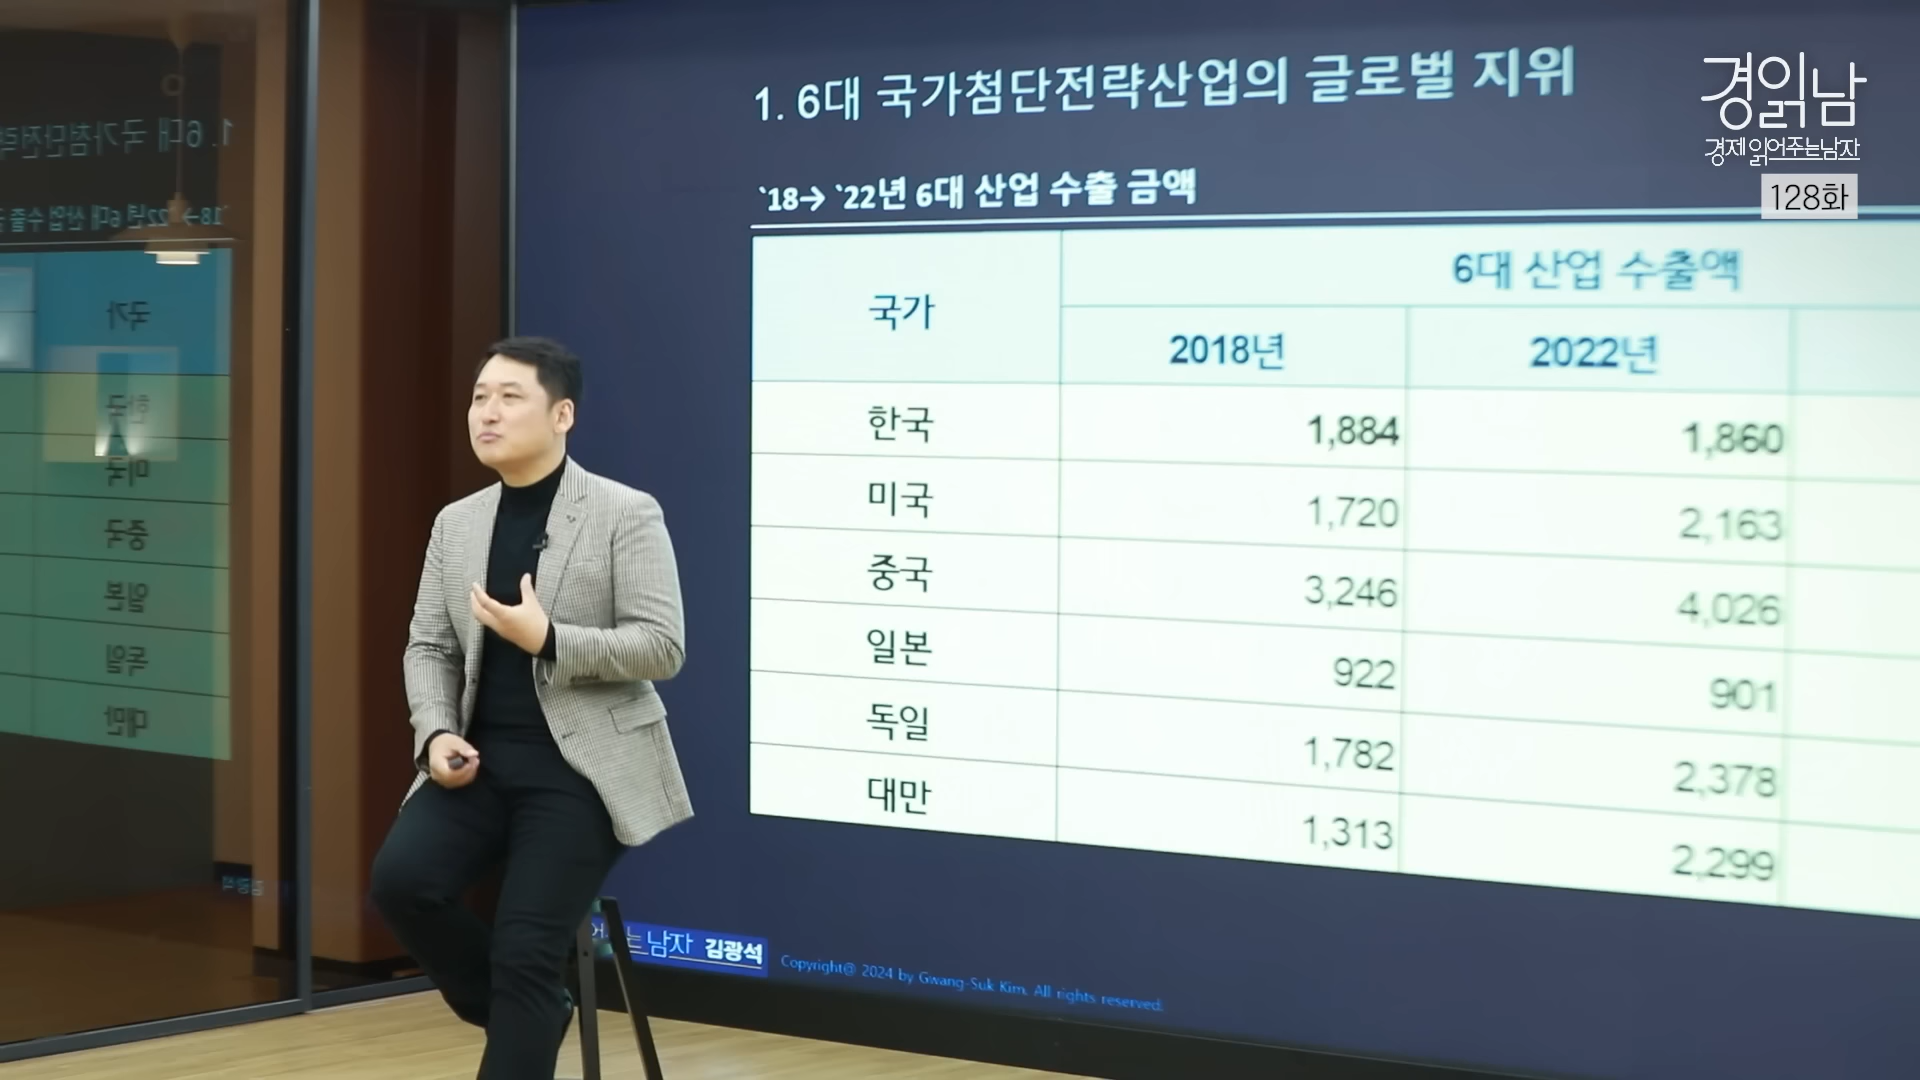 1. 6대 국가첨단전략산업의 글로벌 지위
경읽남
경제 읽어주는남자
128화
`18→ `22년 6대 산업 수출 금액
국가 6대 산업 수출액
2018년 2022년
한국 1,884 1,860
미국 1,720 2,163
중국 3,246 4,026
일본 922 901
독일 1,782 2,378
대만 1,313 2,299
남자 김광석
Copyright@ 2024 by Gwang-Suk Kim. All rights reserved.